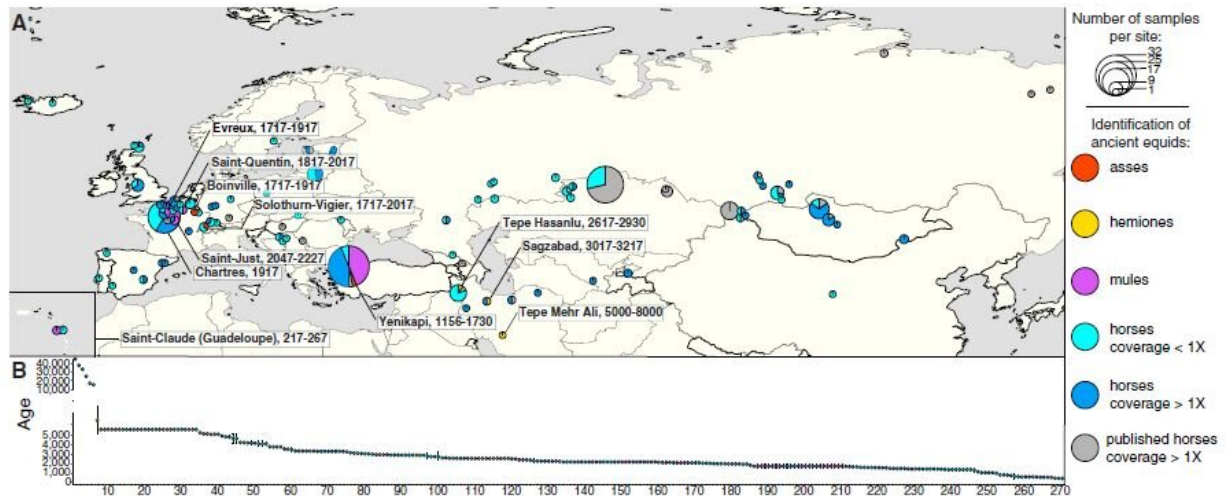 A
Evreux, 1717-1917
Saint-Quentin, 1817-2017
Boinville, 1717-1917
Solothurn-Vigier, 1717-2017
Tepe Hasanlu, 2617-2930
Sagzabad, 3017-3217
Saint-Just, 2047-2227
Chartres, 1917
Yenikapi, 1156-1730
Tepe Mehr Ali, 5000-8000
Saint-Claude (Guadeloupe), 217-267
Number of samples
per site:
32
25
17
9
1
Identification of
ancient equids:
asses
hemiones
mules
horses
coverage < 1X
horses
coverage > 1X
published horses
coverage > 1X
B
Age
40,000
30,000
20,000
10,000
5,000
4,000
3,000
2,000
1,000
0
10 20 30 40 50 60 70 80 90 100 110 120 130 140 150 160 170 180 190 200 210 220 230 240 250 260 270